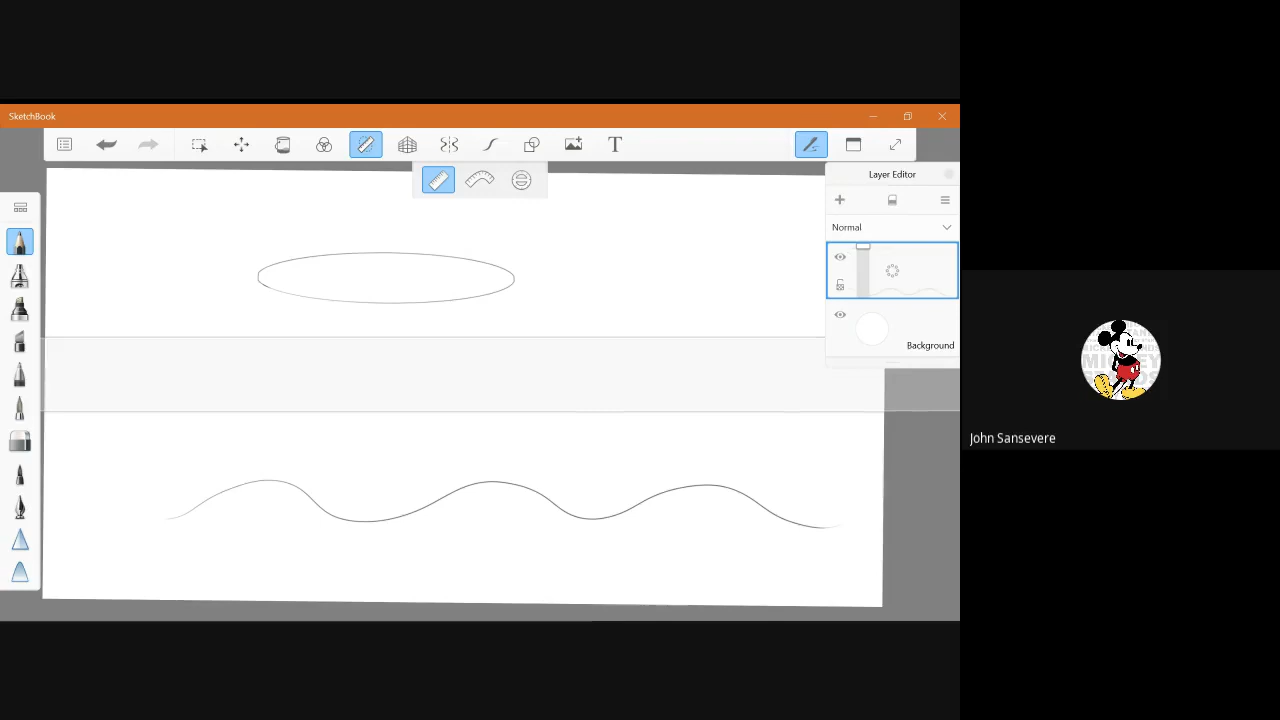 SketchBook
T
Layer Editor
Normal
Background
John Sansevere